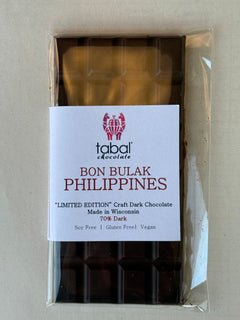 tabal
chocolate
BON BULAK
PHILIPPINES
"LIMITED EDITION" Craft Dark Chocolate
Made in Wisconsin
70% Dark
Soy Free | Gluten Free| Vegan